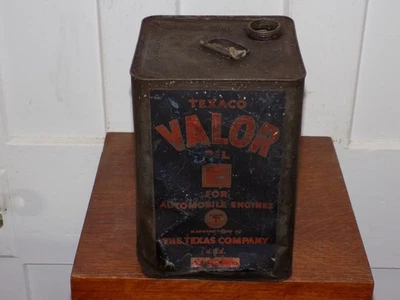 TEXACO
VALOR
OIL
FOR
AUTOMOBILE ENGINES
THE TEXAS COMPANY